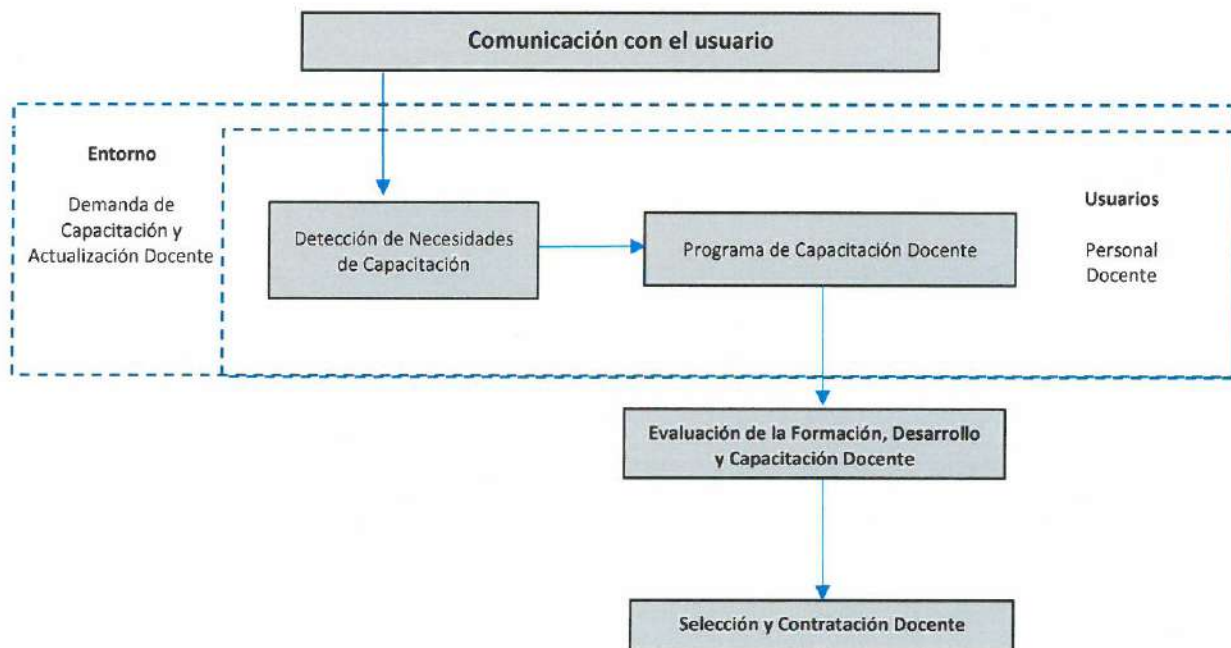 Comunicación con el usuario
Entorno
Demanda de
Capacitación y
Actualización Docente
Detección de Necesidades
de Capacitación
Programa de Capacitación Docente
Usuarios
Personal
Docente
Evaluación de la Formación, Desarrollo
y Capacitación Docente
Selección y Contratación Docente